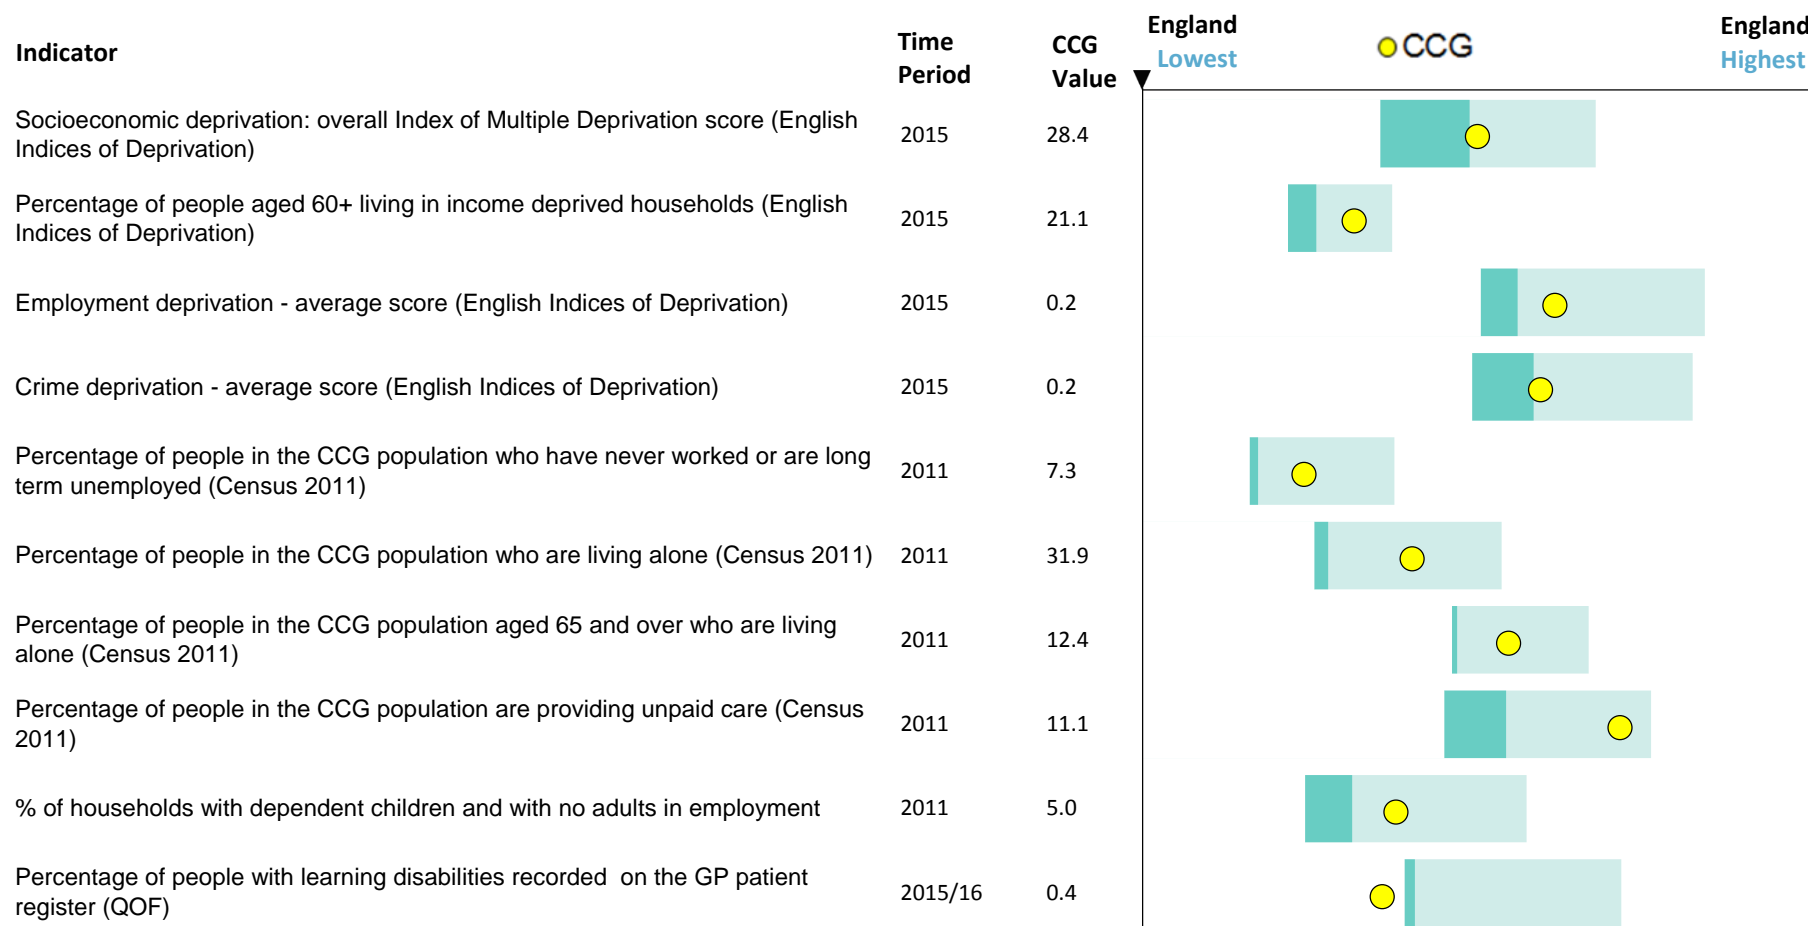 Indicator
Time
Period
CCG
Value
England
Lowest
CCG
England
Highest
Socioeconomic deprivation: overall Index of Multiple Deprivation score (English
Indices of Deprivation)
2015
28.4
Percentage of people aged 60+ living in income deprived households (English
Indices of Deprivation)
2015
21.1
Employment deprivation - average score (English Indices of Deprivation)
2015
0.2
Crime deprivation - average score (English Indices of Deprivation)
2015
0.2
Percentage of people in the CCG population who have never worked or are long
term unemployed (Census 2011)
2011
7.3
Percentage of people in the CCG population who are living alone (Census 2011)
2011
31.9
Percentage of people in the CCG population aged 65 and over who are living
alone (Census 2011)
2011
12.4
Percentage of people in the CCG population are providing unpaid care (Census
2011)
2011
11.1
% of households with dependent children and with no adults in employment
2011
5.0
Percentage of people with learning disabilities recorded  on the GP patient
register (QOF)
2015/16
0.4